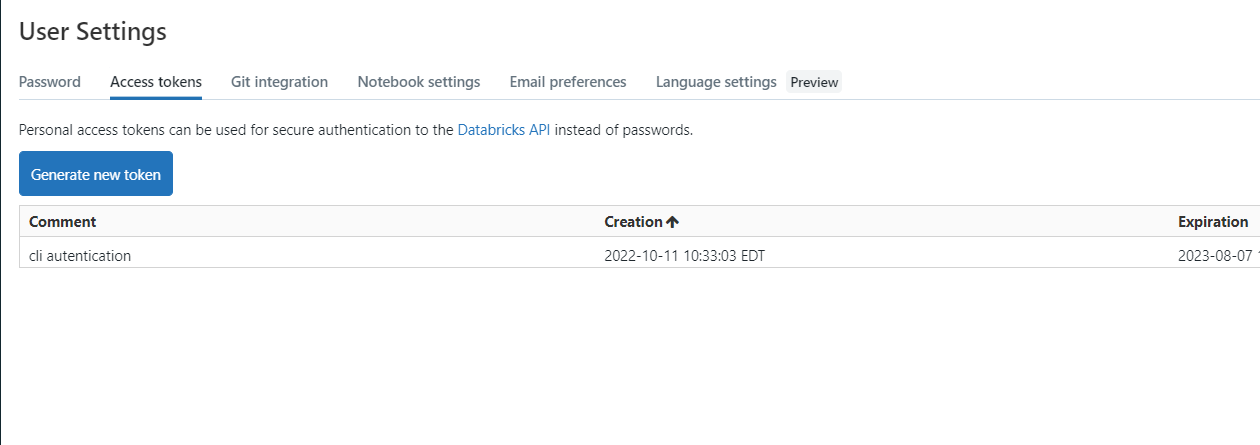 User Settings
Password Access tokens Git integration Notebook settings Email preferences Language settings Preview
Personal access tokens can be used for secure authentication to the Databricks API instead of passwords.
Generate new token
Comment Creation Expiration
cli autentication 2022-10-11 10:33:03 EDT 2023-08-07